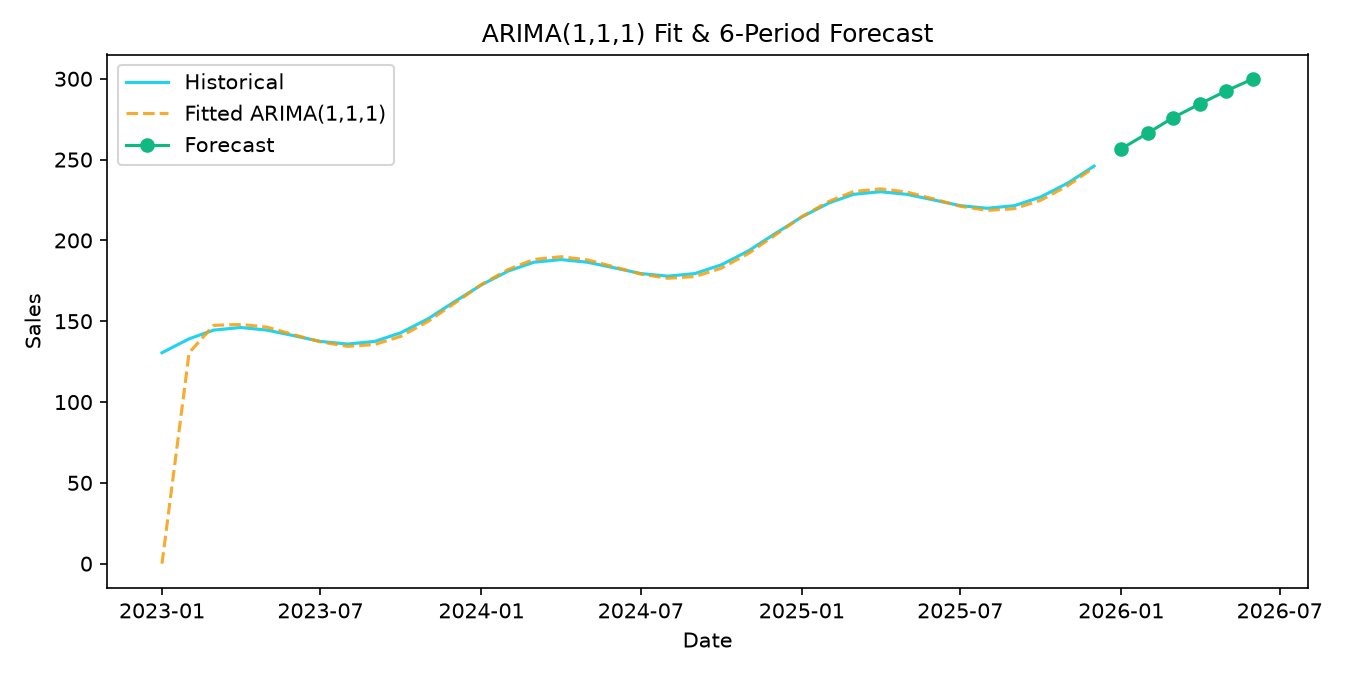 ARIMA(1,1,1) Fit & 6-Period Forecast
Historical
Fitted ARIMA(1,1,1)
Forecast
300
250
200
150
100
50
0
Sales
2023-01 2023-07 2024-01 2024-07 2025-01 2025-07 2026-01 2026-07
Date